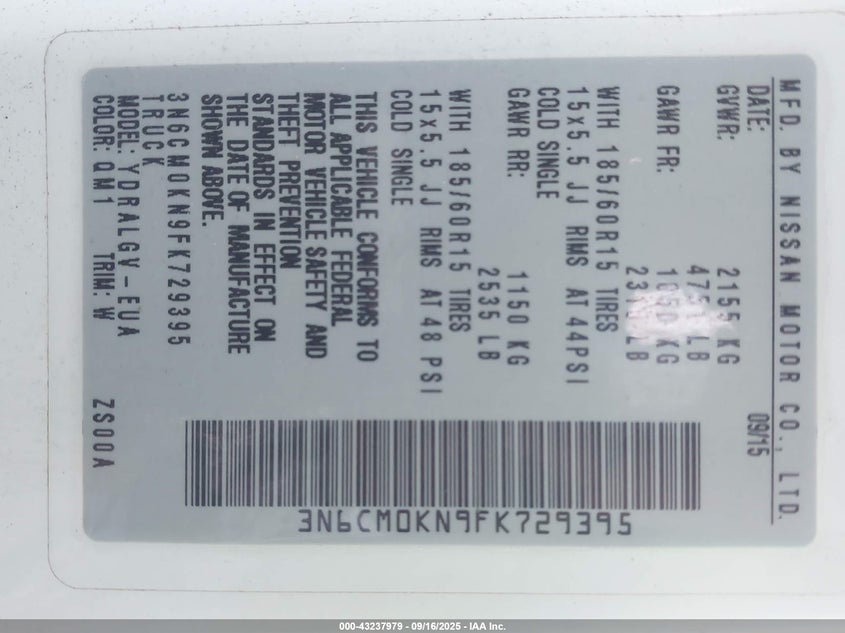 MFD. BY NISSAN MOTOR CO., LTD.
DATE: 09/15
GVWR: 2155 KG
LB
GAWR FR: KG
LB
WITH 185/60R15 TIRES
15x5.5 JJ RIMS AT 44PSI
COLD SINGLE
GAWR RR: 1150 KG
2535 LB
WITH 185/60R15 TIRES
15x5.5 JJ RIMS AT 48 PSI
COLD SINGLE
THIS VEHICLE CONFORMS TO
ALL APPLICABLE FEDERAL
MOTOR VEHICLE SAFETY AND
THEFT PREVENTION
STANDARDS IN EFFECT ON
THE DATE OF MANUFACTURE
SHOWN ABOVE.
3N6CM0KN9FK729395
TRUCK
MODEL: YDRALGV-EUA
COLOR: QM1 TRIM: W ZS00A
3N6CM0KN9FK729395
000-43237979 - 09/16/2025 - IAA Inc.